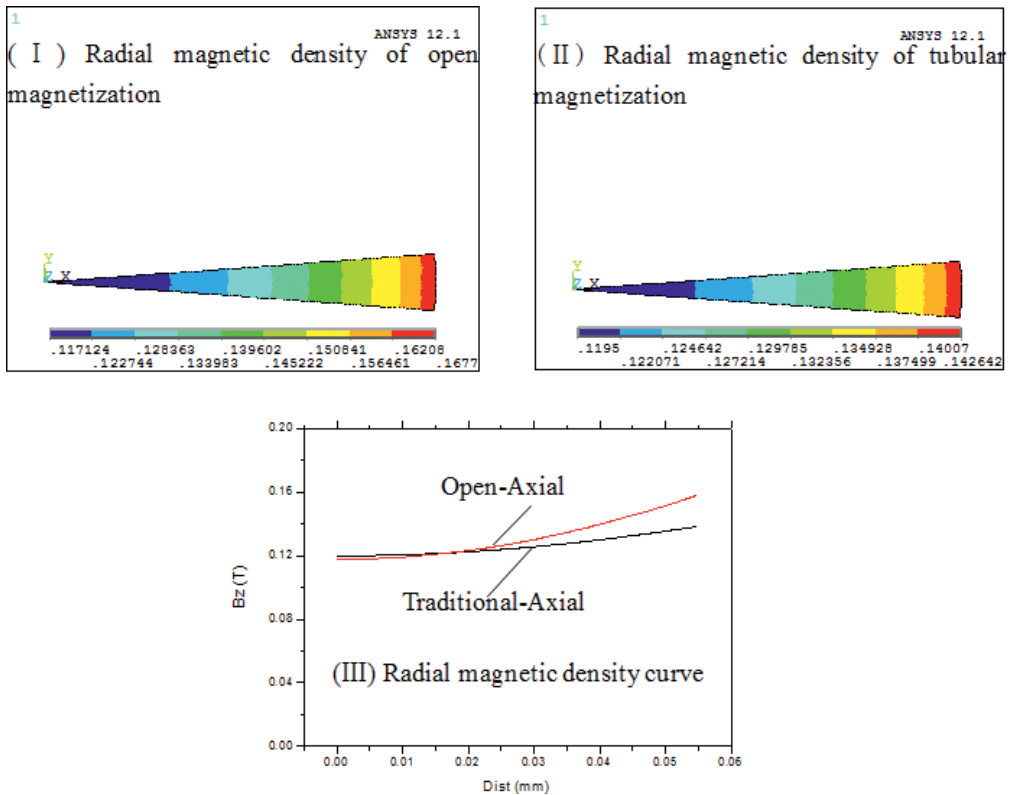 1
ANSYS 12.1
(Ⅰ) Radial magnetic density of open
magnetization
Y
Z X
.117124 .128363 .139602 .150841 .16208
.122744 .133983 .145222 .156461 .1677
1
ANSYS 12.1
(Ⅱ) Radial magnetic density of tubular
magnetization
Y
Z X
.1195 .124642 .129785 .134928 .14007
.122071 .127214 .132356 .137499 .142642
0.20
0.16
0.12
0.08
0.04
0.00
Bz (T)
Open-Axial
Traditional-Axial
(III) Radial magnetic density curve
0.00 0.01 0.02 0.03 0.04 0.05 0.06
Dist (mm)